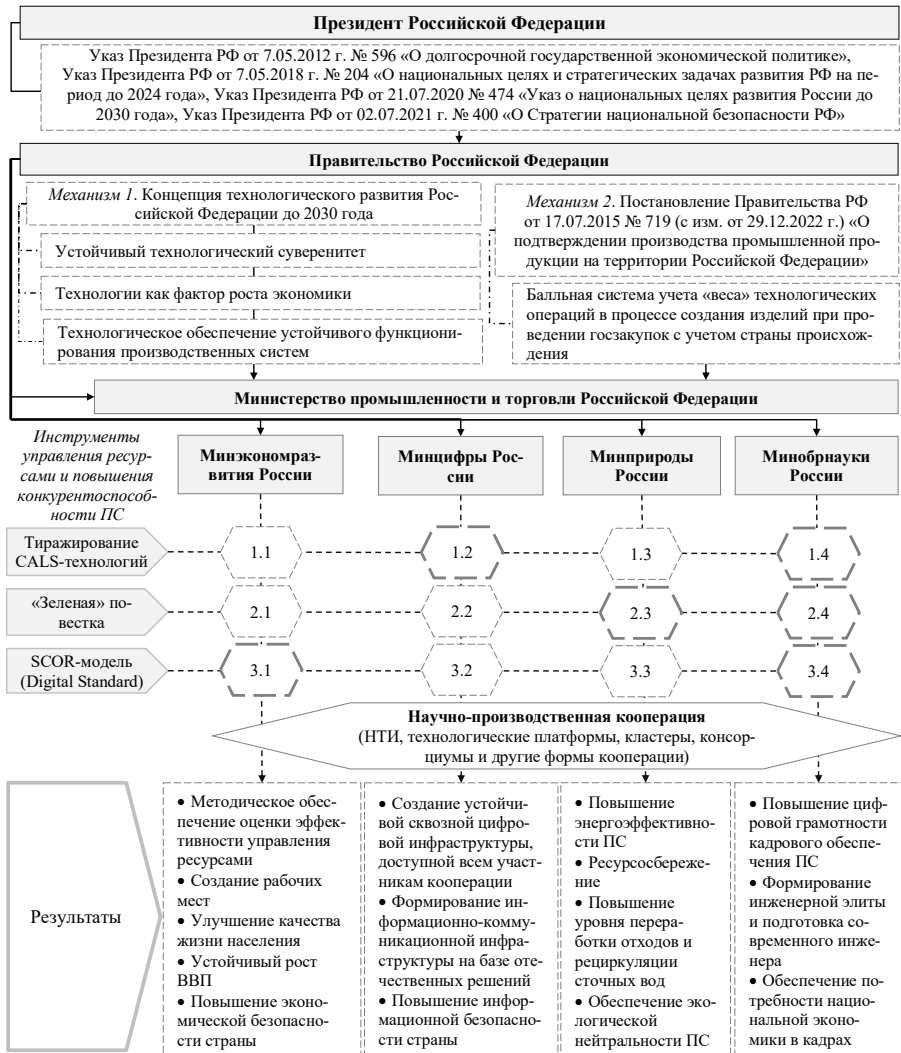 Президент Российской Федерации
Указ Президента РФ от 7.05.2012 г. № 596 «О долгосрочной государственной экономической политике»,
Указ Президента РФ от 7.05.2018 г. № 204 «О национальных целях и стратегических задачах развития РФ на пе-
риод до 2024 года», Указ Президента РФ от 21.07.2020 № 474 «Указ о национальных целях развития России до
2030 года», Указ Президента РФ от 02.07.2021 г. № 400 «О Стратегии национальной безопасности РФ»
Правительство Российской Федерации
Механизм 1. Концепция технологического развития Рос-
сийской Федерации до 2030 года
Устойчивый технологический суверенитет
Технологии как фактор роста экономики
Технологическое обеспечение устойчивого функциони-
рования производственных систем
Механизм 2. Постановление Правительства РФ
от 17.07.2015 № 719 (с изм. от 29.12.2022 г.) «О
подтверждении производства промышленной про-
дукции на территории Российской Федерации»
Балльная система учета «веса» технологических
операций в процессе создания изделий при про-
ведении госзакупок с учетом страны происхож-
дения
Министерство промышленности и торговли Российской Федерации
Инструменты
управления ресур-
сами и повышения
конкурентоспособ-
ности ПС
Минэкономраз-
вития России
Минцифры Рос-
сии
Минприроды
России
Минобрнауки
России
Тиражирование
CALS-технологий
1.1
1.2
1.3
1.4
«Зеленая» по-
вестка
2.1
2.2
2.3
2.4
SCOR-модель
(Digital Standard)
3.1
3.2
3.3
3.4
Научно-производственная кооперация
(НТИ, технологические платформы, кластеры, консор-
циумы и другие формы кооперации)
Результаты
• Методическое обес-
печение оценки эффек-
тивности управления
ресурсами
• Создание рабочих
мест
• Улучшение качества
жизни населения
• Устойчивый рост
ВВП
• Повышение эконо-
мической безопасно-
сти страны
• Создание устойчи-
вой сквозной цифро-
вой инфраструктуры,
доступной всем участ-
никам кооперации
• Формирование ин-
формационно-комму-
никационной инфра-
структуры на базе оте-
чественных решений
• Повышение инфор-
мационной безопасно-
сти страны
• Повышение
энергоэффектив-
ности ПС
• Ресурсосбереже-
ние
• Повышение
уровня перера-
ботки отходов и
рециркуляции
сточных вод
• Обеспечение эко-
логической
нейтральности ПС
• Повышение циф-
ровой грамотности
кадрового обеспе-
чения ПС
• Формирование
инженерной элиты
и подготовка со-
временного инже-
нера
• Обеспечение по-
требности нацио-
нальной эконо-
мики в кадрах